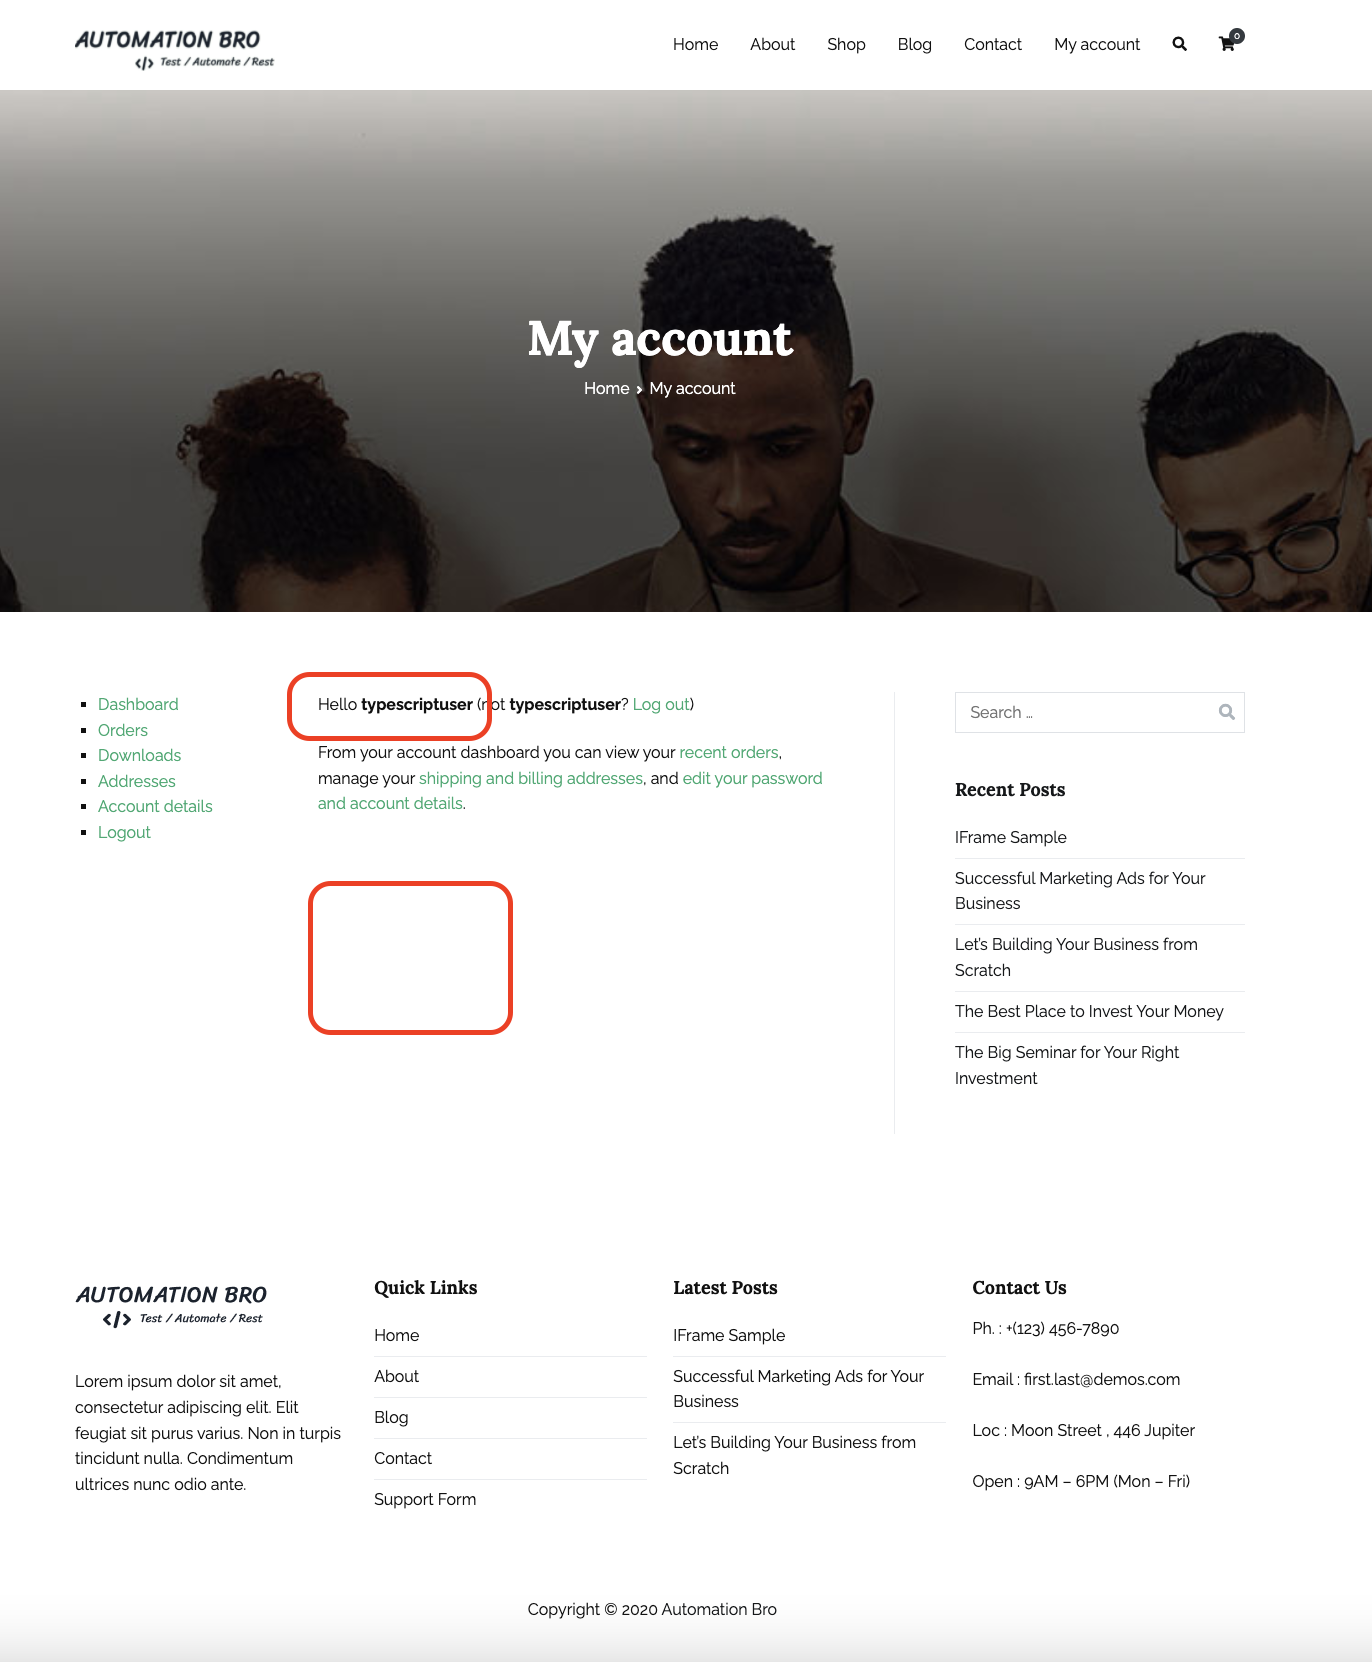 AUTOMATION BRO
</> Test / Automate / Rest
Home About Shop Blog Contact My account 0
My account
Home › My account
Dashboard
Orders
Downloads
Addresses
Account details
Logout
Hello typescriptuser (not typescriptuser? Log out)
From your account dashboard you can view your recent orders,
manage your shipping and billing addresses, and edit your password
and account details.
Search …
Recent Posts
IFrame Sample
Successful Marketing Ads for Your
Business
Let’s Building Your Business from
Scratch
The Best Place to Invest Your Money
The Big Seminar for Your Right
Investment
AUTOMATION BRO
</> Test / Automate / Rest
Lorem ipsum dolor sit amet,
consectetur adipiscing elit. Elit
feugiat sit purus varius. Non in turpis
tincidunt nulla. Condimentum
ultrices nunc odio ante.
Quick Links
Home
About
Blog
Contact
Support Form
Latest Posts
IFrame Sample
Successful Marketing Ads for Your
Business
Let’s Building Your Business from
Scratch
Contact Us
Ph. : +(123) 456-7890
Email : first.last@demos.com
Loc : Moon Street , 446 Jupiter
Open : 9AM – 6PM (Mon – Fri)
Copyright © 2020 Automation Bro